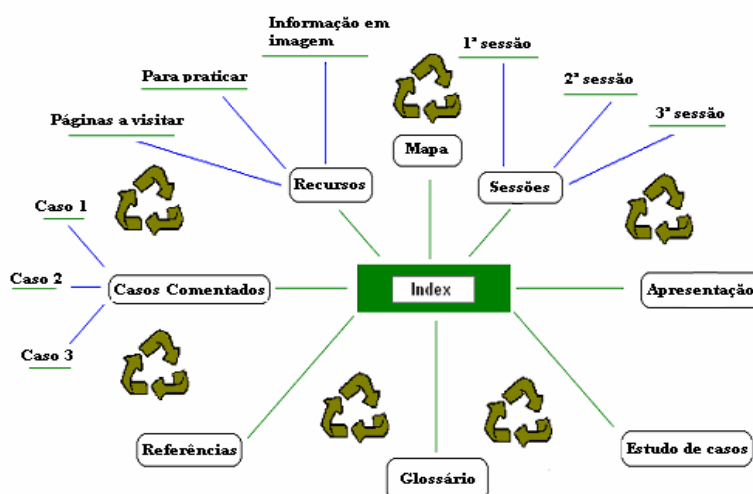 Informação em
imagem
1ª sessão
Para praticar
2ª sessão
Páginas a visitar
3ª sessão
Mapa
Recursos
Sessões
Caso 1
Caso 2
Casos Comentados
Index
Apresentação
Caso 3
Referências
Estudo de casos
Glossário